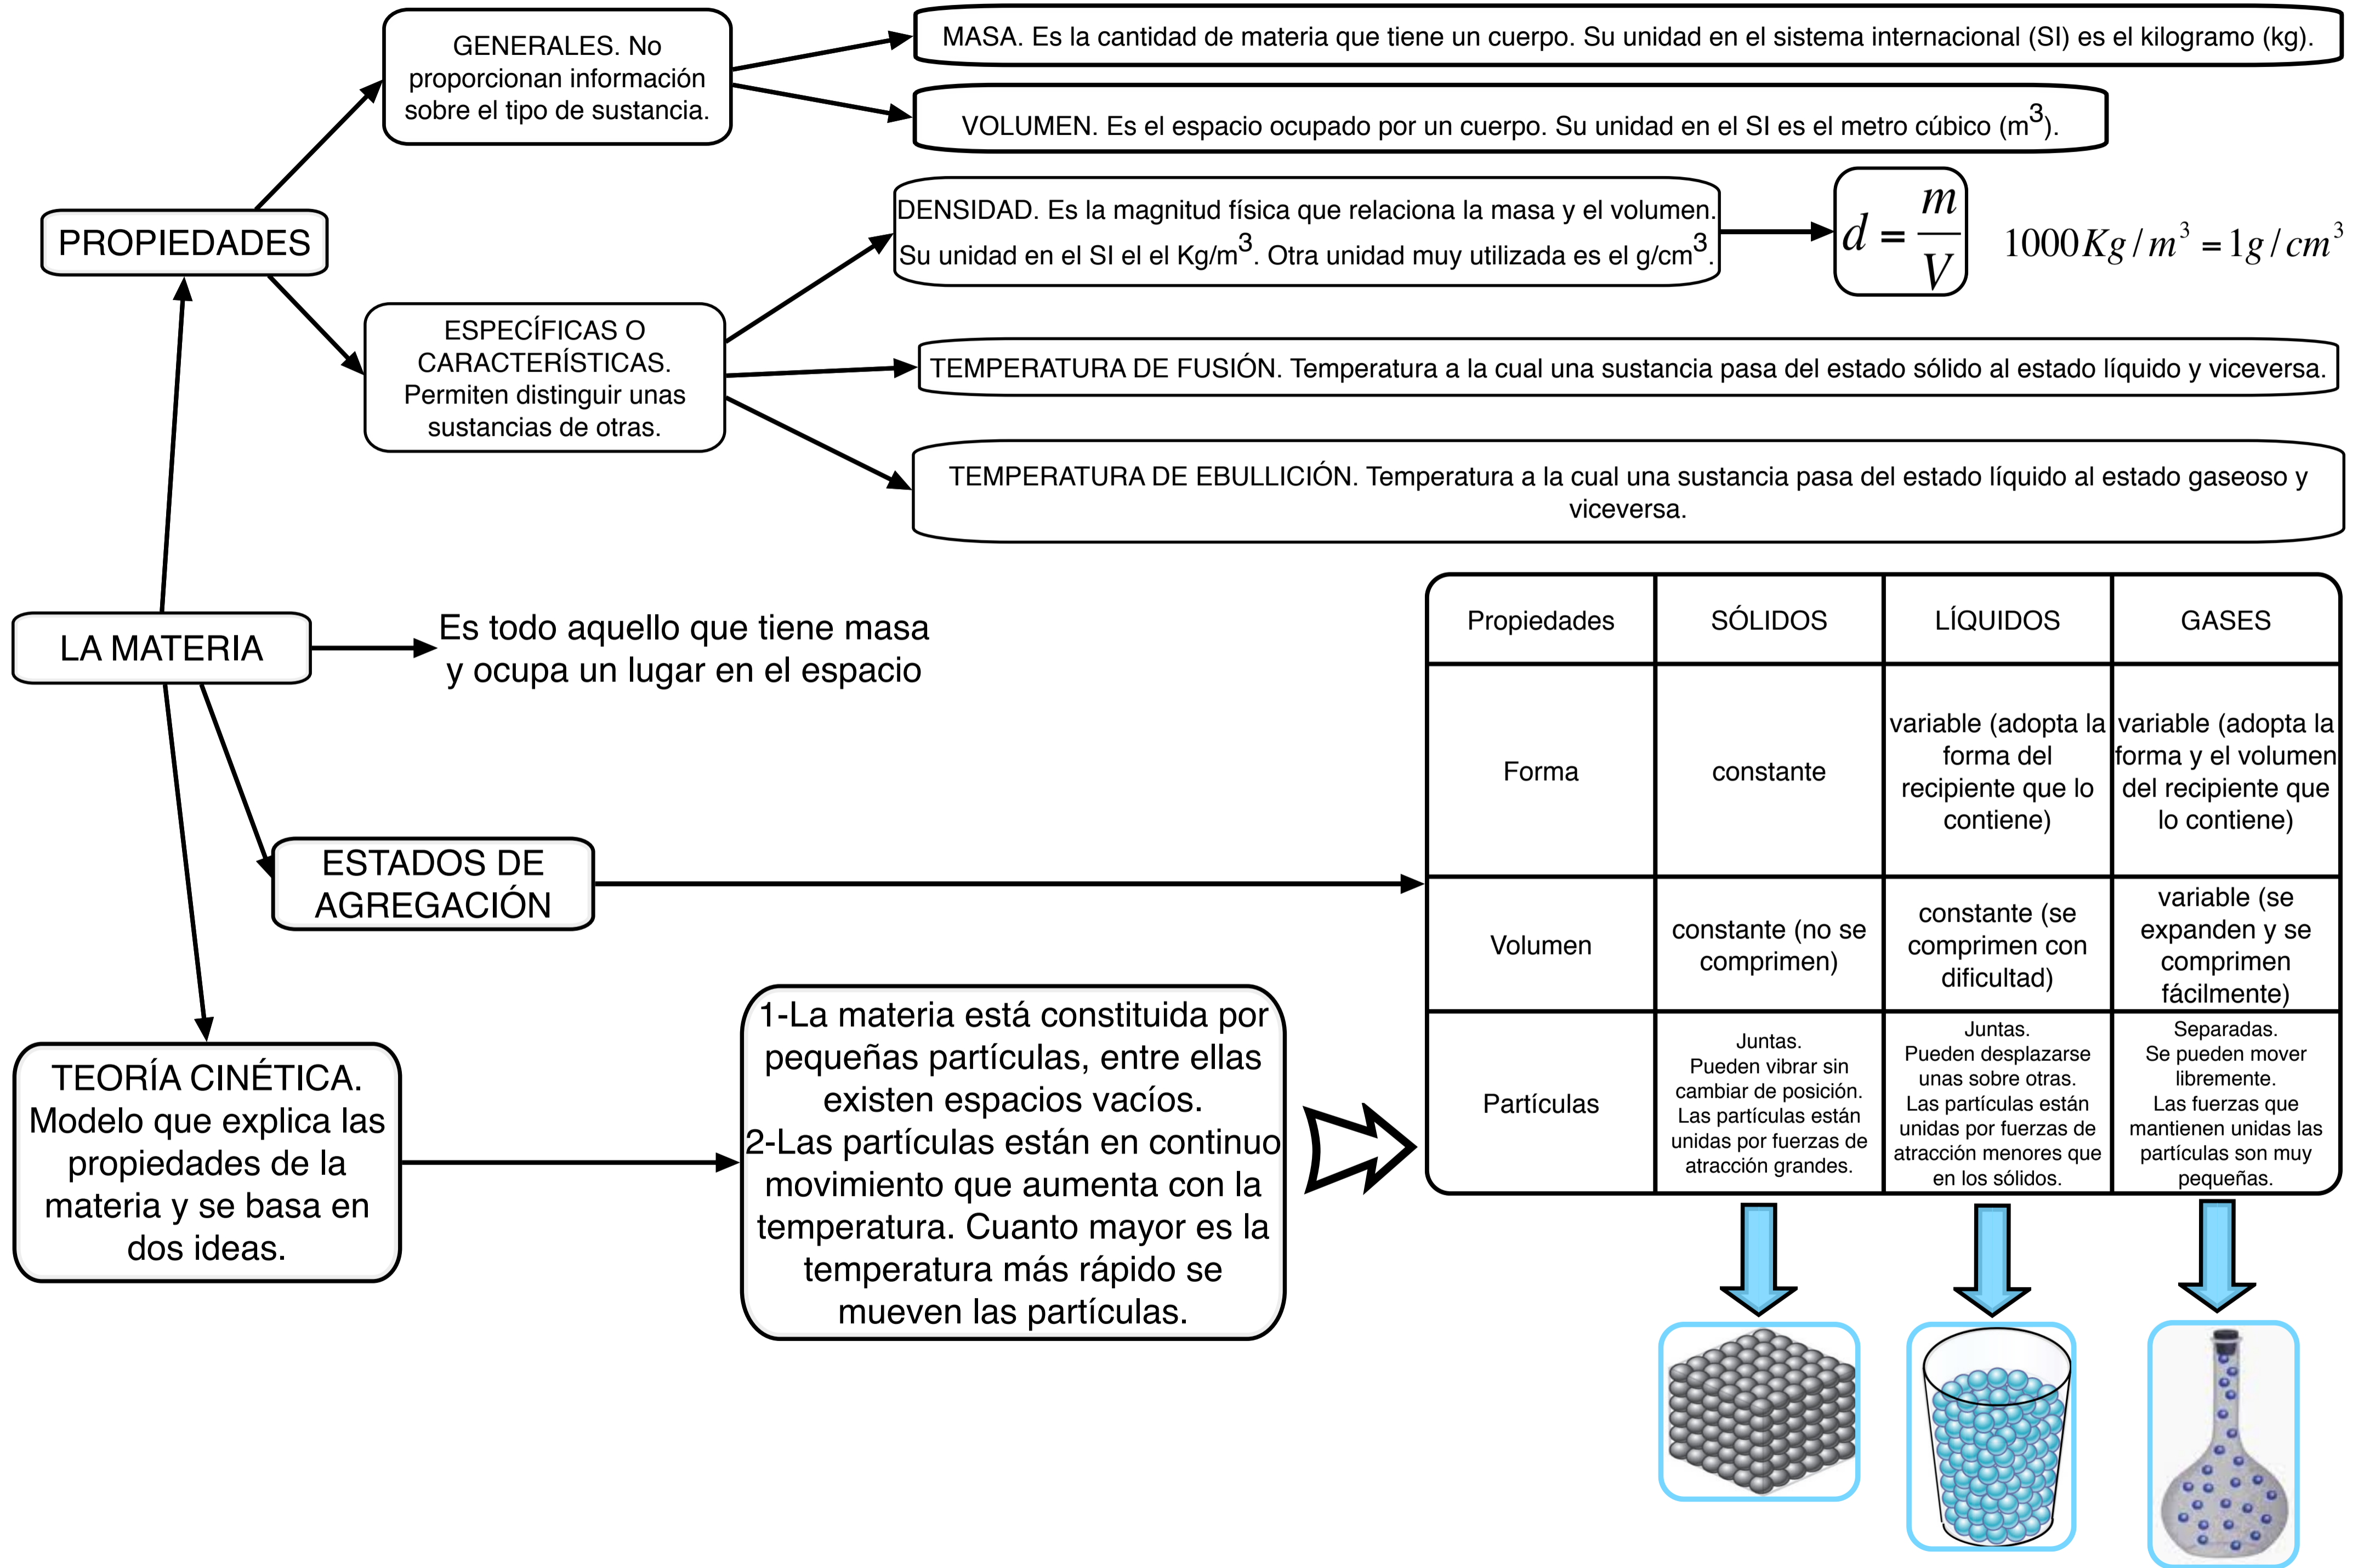 GENERALES. No
proporcionan información
sobre el tipo de sustancia.
MASA. Es la cantidad de materia que tiene un cuerpo. Su unidad en el sistema internacional (SI) es el kilogramo (kg).
VOLUMEN. Es el espacio ocupado por un cuerpo. Su unidad en el SI es el metro cúbico (m³).
PROPIEDADES
DENSIDAD. Es la magnitud física que relaciona la masa y el volumen.
Su unidad en el SI el el Kg/m³. Otra unidad muy utilizada es el g/cm³.
d = m/V
1000Kg/m³ = 1g/cm³
ESPECÍFICAS O
CARACTERÍSTICAS.
Permiten distinguir unas
sustancias de otras.
TEMPERATURA DE FUSIÓN. Temperatura a la cual una sustancia pasa del estado sólido al estado líquido y viceversa.
TEMPERATURA DE EBULLICIÓN. Temperatura a la cual una sustancia pasa del estado líquido al estado gaseoso y
viceversa.
LA MATERIA
Es todo aquello que tiene masa
y ocupa un lugar en el espacio
ESTADOS DE
AGREGACIÓN
Propiedades
SÓLIDOS
LÍQUIDOS
GASES
Forma
constante
variable (adopta la
forma del
recipiente que lo
contiene)
variable (adopta la
forma y el volumen
del recipiente que
lo contiene)
Volumen
constante (no se
comprimen)
constante (se
comprimen con
dificultad)
variable (se
expanden y se
comprimen
fácilmente)
Partículas
Juntas.
Pueden vibrar sin
cambiar de posición.
Las partículas están
unidas por fuerzas de
atracción grandes.
Juntas.
Pueden desplazarse
unas sobre otras.
Las partículas están
unidas por fuerzas de
atracción menores que
en los sólidos.
Separadas.
Se pueden mover
libremente.
Las fuerzas que
mantienen unidas las
partículas son muy
pequeñas.
TEORÍA CINÉTICA.
Modelo que explica las
propiedades de la
materia y se basa en
dos ideas.
1-La materia está constituida por
pequeñas partículas, entre ellas
existen espacios vacíos.
2-Las partículas están en continuo
movimiento que aumenta con la
temperatura. Cuanto mayor es la
temperatura más rápido se
mueven las partículas.